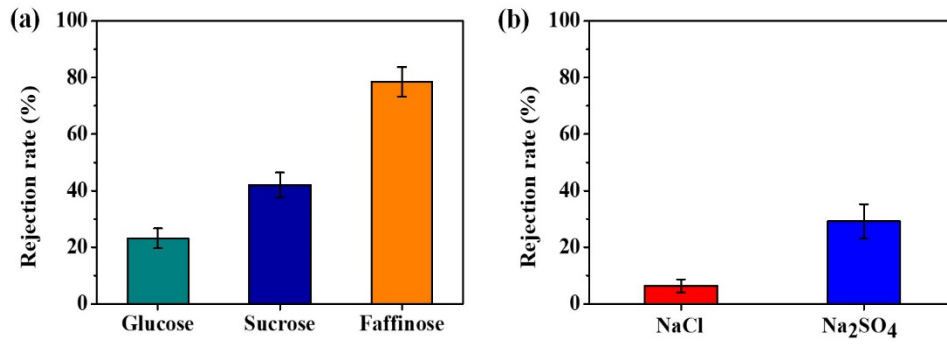 (a)
Rejection rate (%)
100
80
60
40
20
0
Glucose Sucrose Faffinose
(b)
Rejection rate (%)
100
80
60
40
20
0
NaCl Na₂SO₄